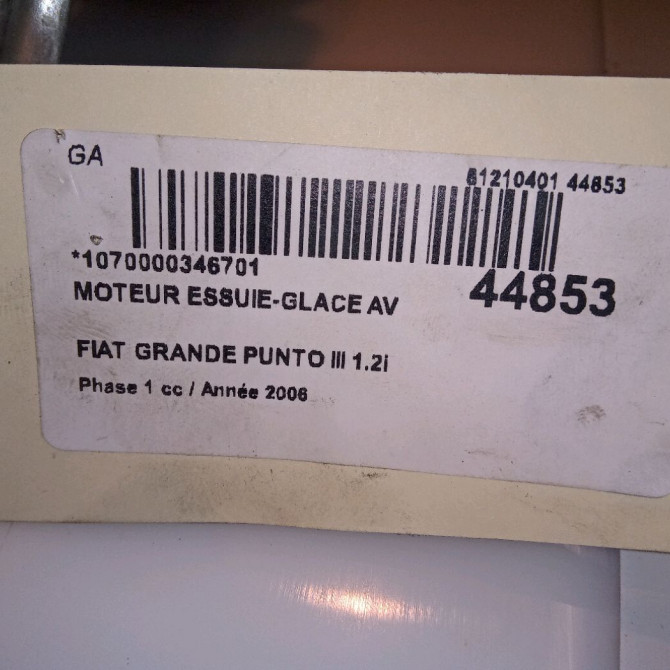 GA
61210401 44853
*1070000346701
44853
MOTEUR ESSUIE-GLACE AV
FIAT GRANDE PUNTO III 1.2i
Phase 1 cc / Année 2006